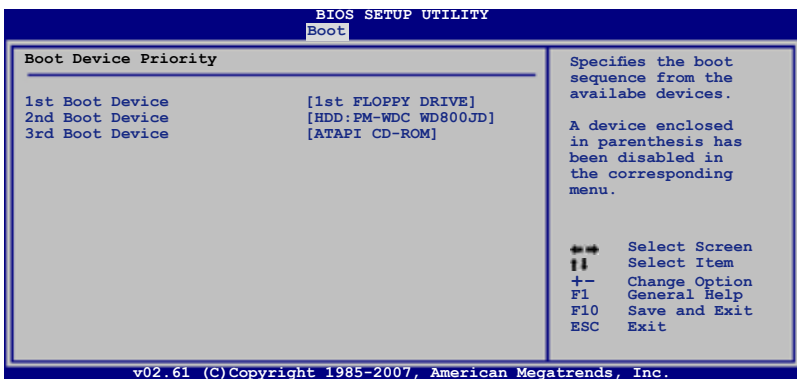 BIOS SETUP UTILITY
Boot
Boot Device Priority
1st Boot Device [1st FLOPPY DRIVE]
2nd Boot Device [HDD:PM-WDC WD800JD]
3rd Boot Device [ATAPI CD-ROM]
Specifies the boot
sequence from the
availabe devices.
A device enclosed
in parenthesis has
been disabled in
the corresponding
menu.
←→ Select Screen
↑↓ Select Item
+- Change Option
F1 General Help
F10 Save and Exit
ESC Exit
v02.61 (C)Copyright 1985-2007, American Megatrends, Inc.